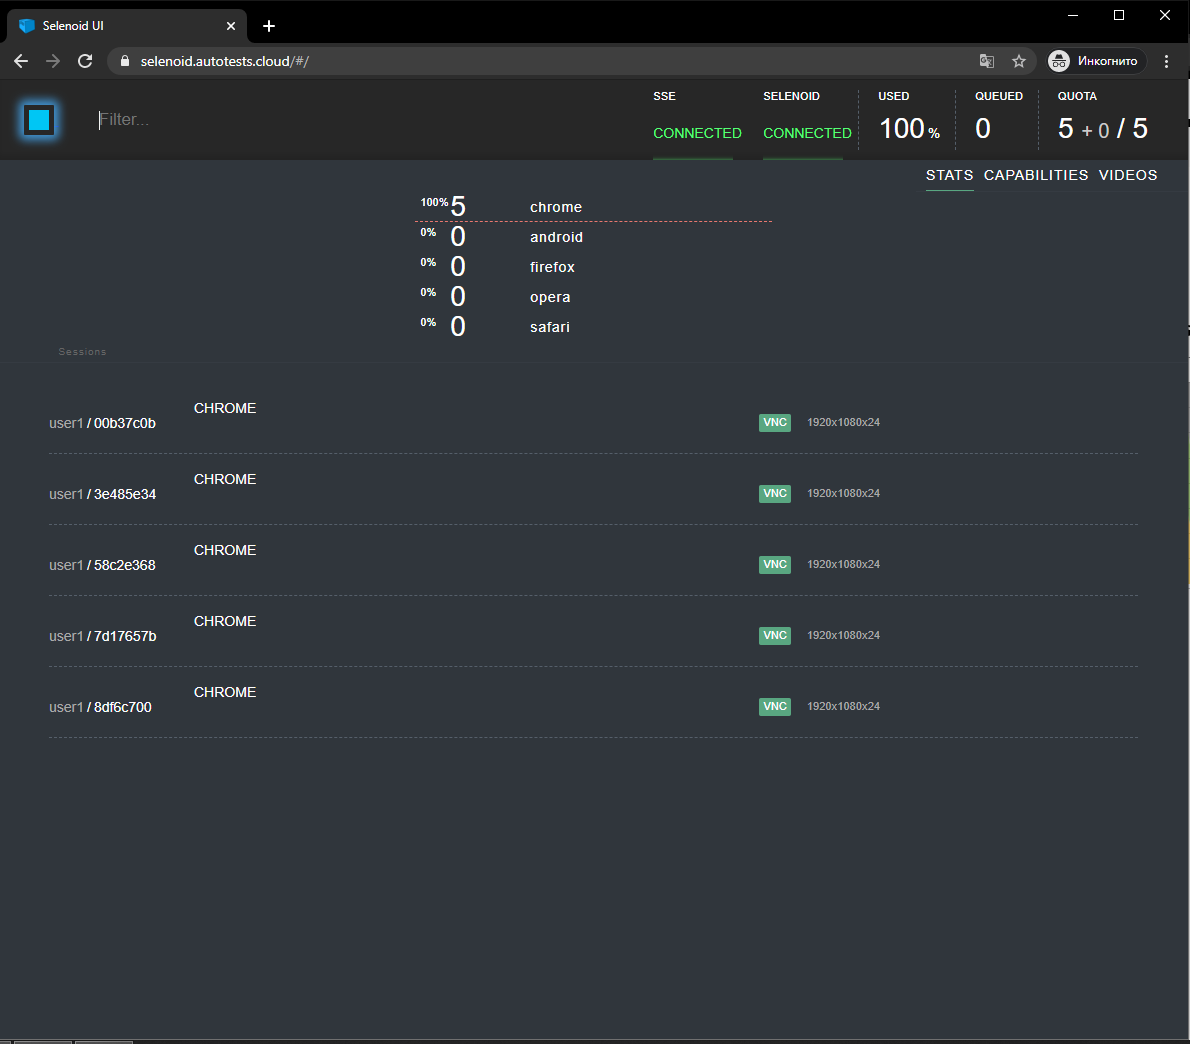 Selenoid UI
selenoid.autotests.cloud/#/
Инкогнито
Filter...
SSE
CONNECTED
SELENOID
CONNECTED
USED
100 %
QUEUED
0
QUOTA
5 + 0 / 5
STATS CAPABILITIES VIDEOS
100% 5 chrome
0% 0 android
0% 0 firefox
0% 0 opera
0% 0 safari
Sessions
user1 / 00b37c0b CHROME VNC 1920x1080x24
user1 / 3e485e34 CHROME VNC 1920x1080x24
user1 / 58c2e368 CHROME VNC 1920x1080x24
user1 / 7d17657b CHROME VNC 1920x1080x24
user1 / 8df6c700 CHROME VNC 1920x1080x24